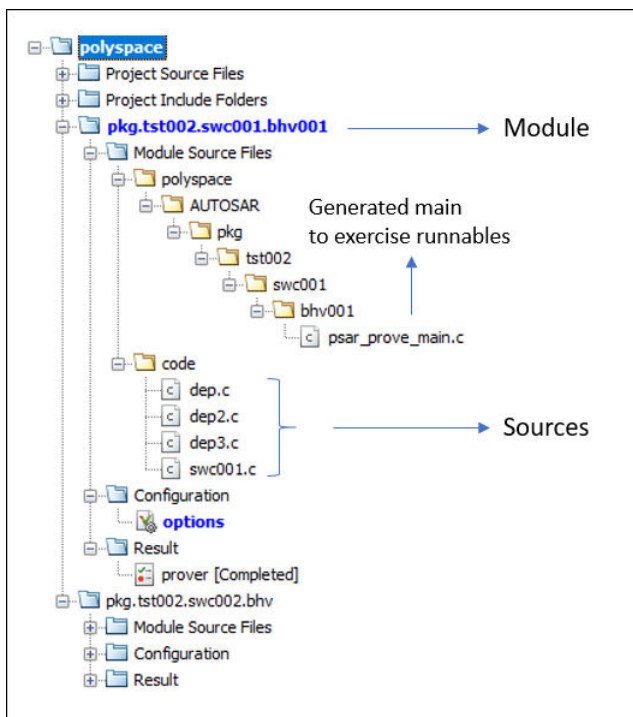 polyspace
Project Source Files
Project Include Folders
pkg.tst002.swc001.bhv001
Module
Module Source Files
polyspace
AUTOSAR
Generated main
to exercise runnables
pkg
tst002
swc001
bhv001
psar_prove_main.c
code
dep.c
dep2.c
dep3.c
Sources
swc001.c
Configuration
options
Result
prover [Completed]
pkg.tst002.swc002.bhv
Module Source Files
Configuration
Result